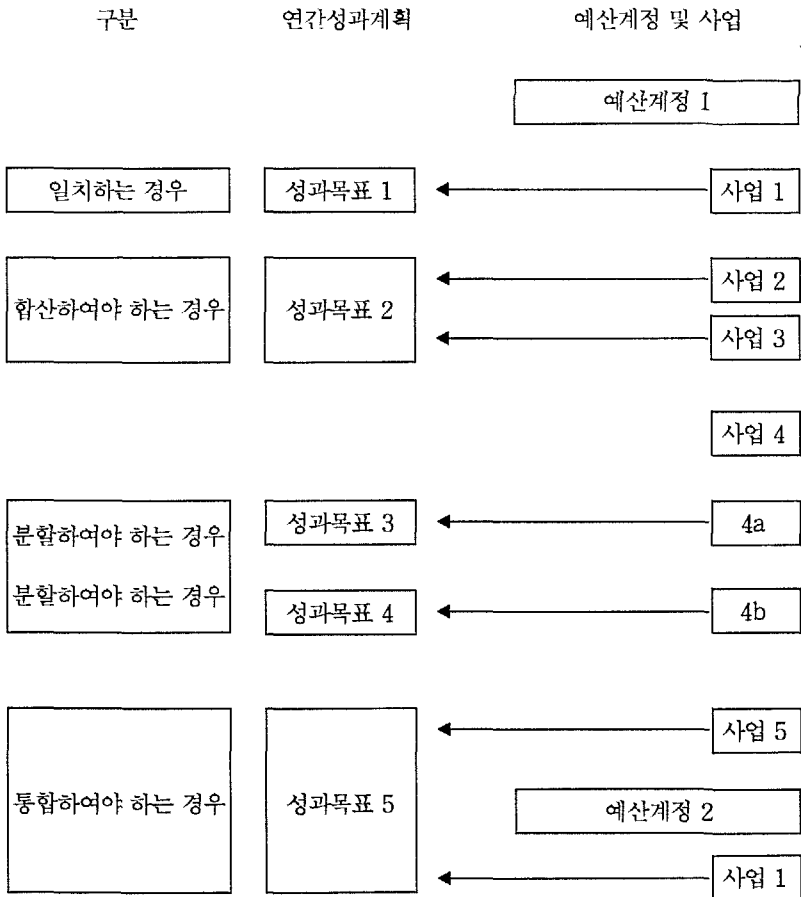 구분 연간성과계획 예산계정 및 사업
예산계정 1
일치하는 경우 성과목표 1 사업 1
합산하여야 하는 경우 성과목표 2 사업 2
사업 3
사업 4
분할하여야 하는 경우 성과목표 3 4a
분할하여야 하는 경우 성과목표 4 4b
사업 5
통합하여야 하는 경우 성과목표 5 예산계정 2
사업 1